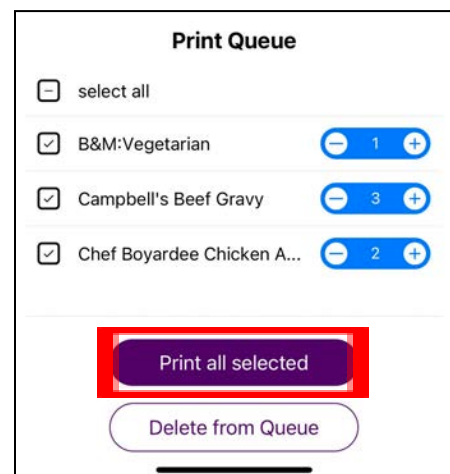 Print Queue
select all
B&M:Vegetarian 1
Campbell's Beef Gravy 3
Chef Boyardee Chicken A... 2
Print all selected
Delete from Queue